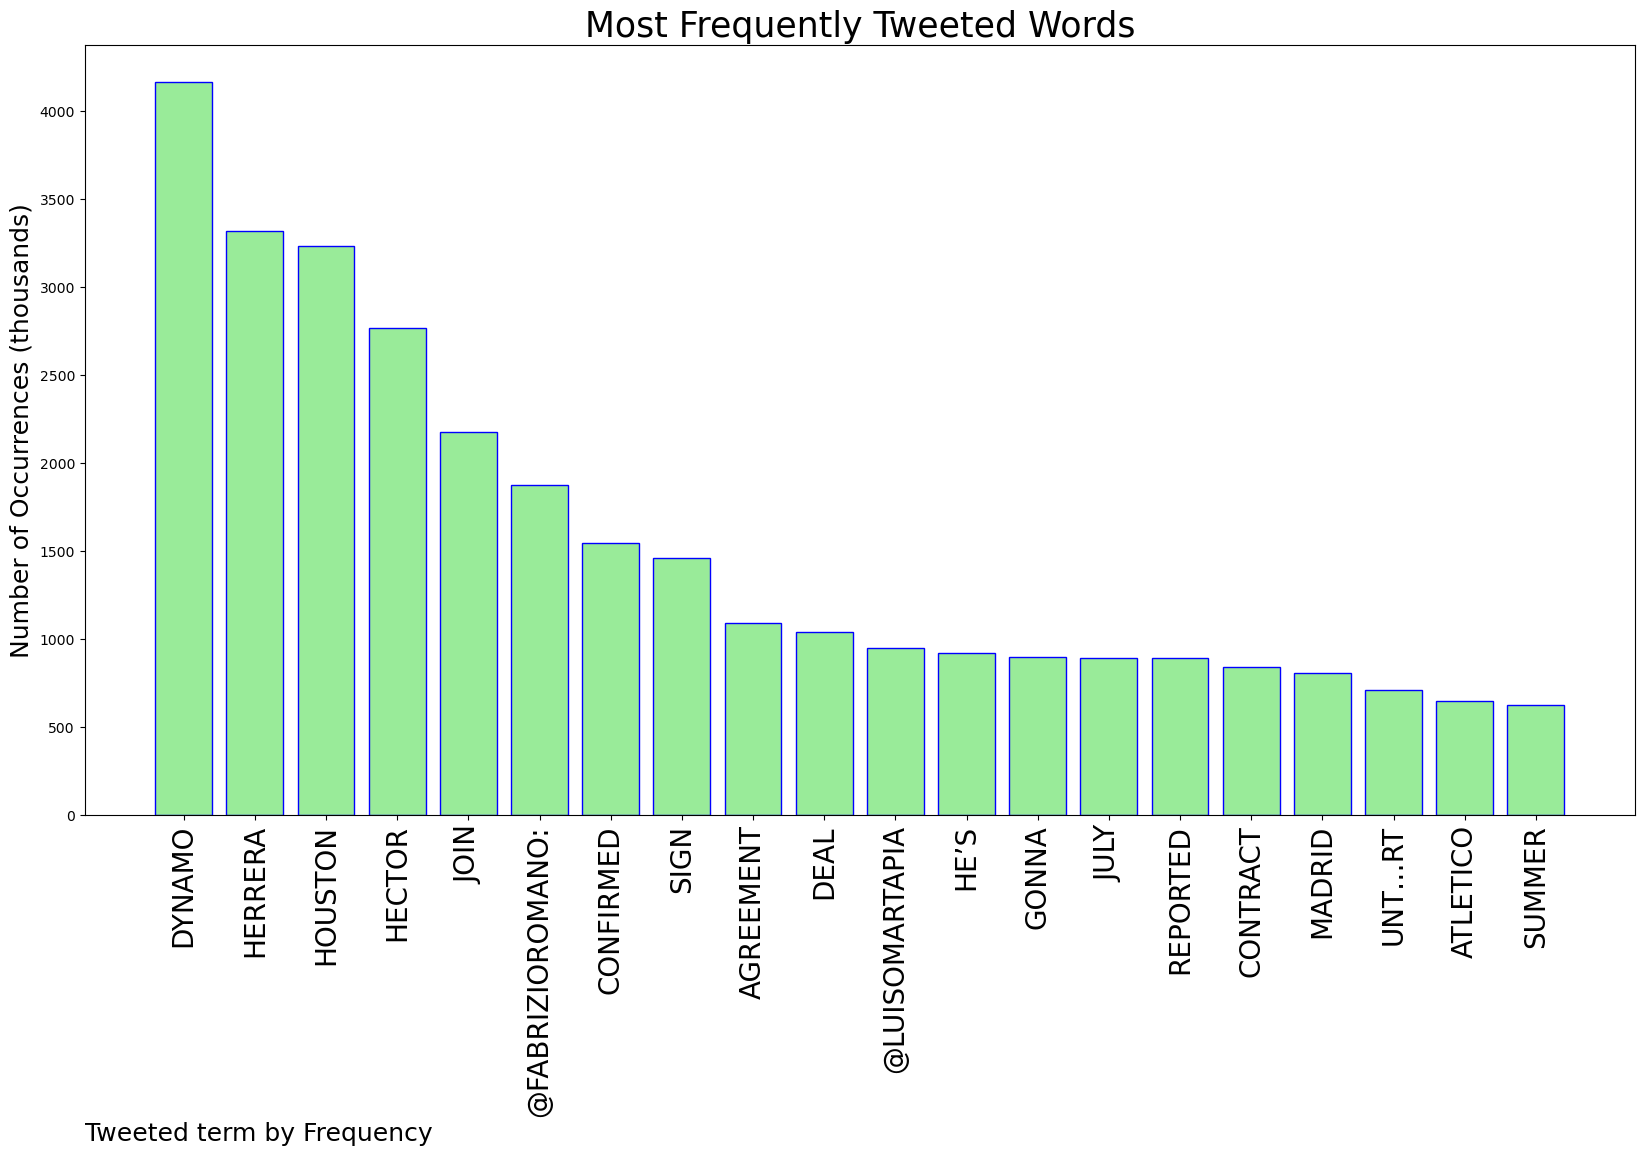 Most Frequently Tweeted Words
Number of Occurrences (thousands)
4000
3500
3000
2500
2000
1500
1000
500
0
DYNAMO
HERRERA
HOUSTON
HECTOR
JOIN
@FABRIZIOROMANO:
CONFIRMED
SIGN
AGREEMENT
DEAL
@LUISOMARTAPIA
HE’S
GONNA
JULY
REPORTED
CONTRACT
MADRID
UNT…RT
ATLETICO
SUMMER
Tweeted term by Frequency